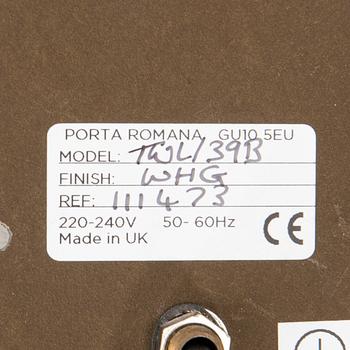 PORTA ROMANA GU10 5EU
MODEL: TWL/39B
FINISH: WHG
REF: 111473
220-240V 50-60Hz
Made in UK CE